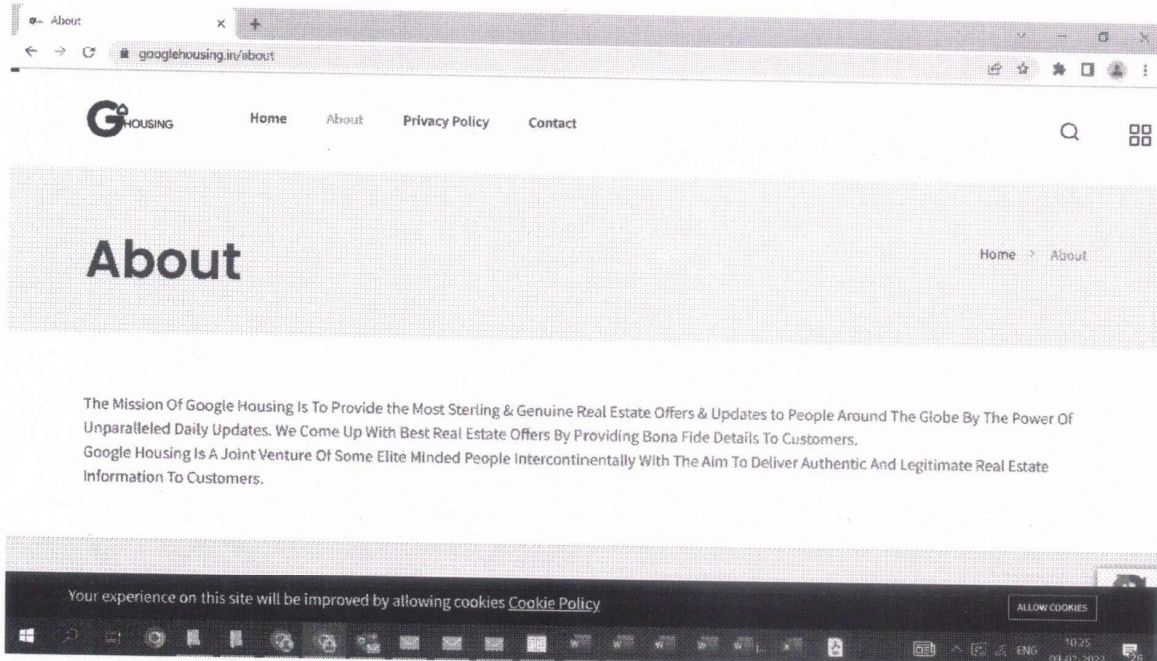 About
googlehousing.in/about
G HOUSING
Home About Privacy Policy Contact
About
Home > About
The Mission Of Google Housing Is To Provide the Most Sterling & Genuine Real Estate Offers & Updates to People Around The Globe By The Power Of
Unparalleled Daily Updates. We Come Up With Best Real Estate Offers By Providing Bona Fide Details To Customers.
Google Housing Is A Joint Venture Of Some Elite Minded People Intercontinentally With The Aim To Deliver Authentic And Legitimate Real Estate
Information To Customers.
Your experience on this site will be improved by allowing cookies Cookie Policy
ALLOW COOKIES
ENG
10:25